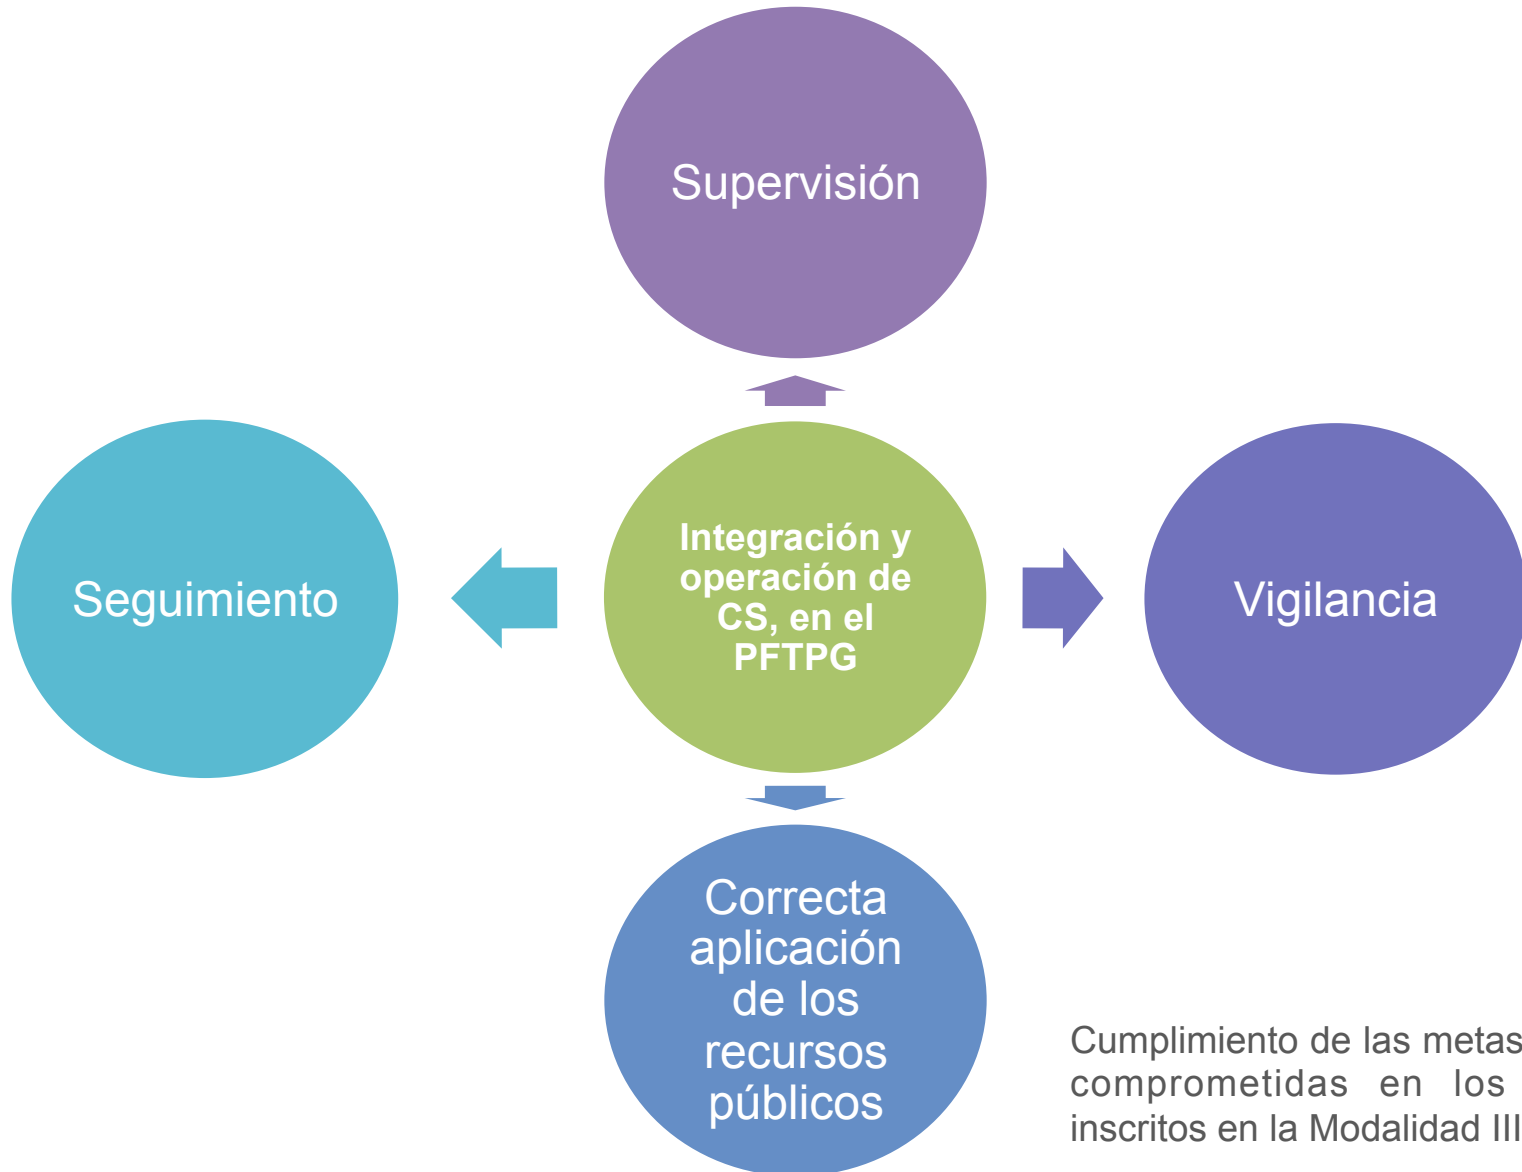 Supervisión
Seguimiento
Integración y
operación de
CS, en el
PFTPG
Vigilancia
Correcta
aplicación
de los
recursos
públicos
Cumplimiento de las metas
comprometidas en los
inscritos en la Modalidad III